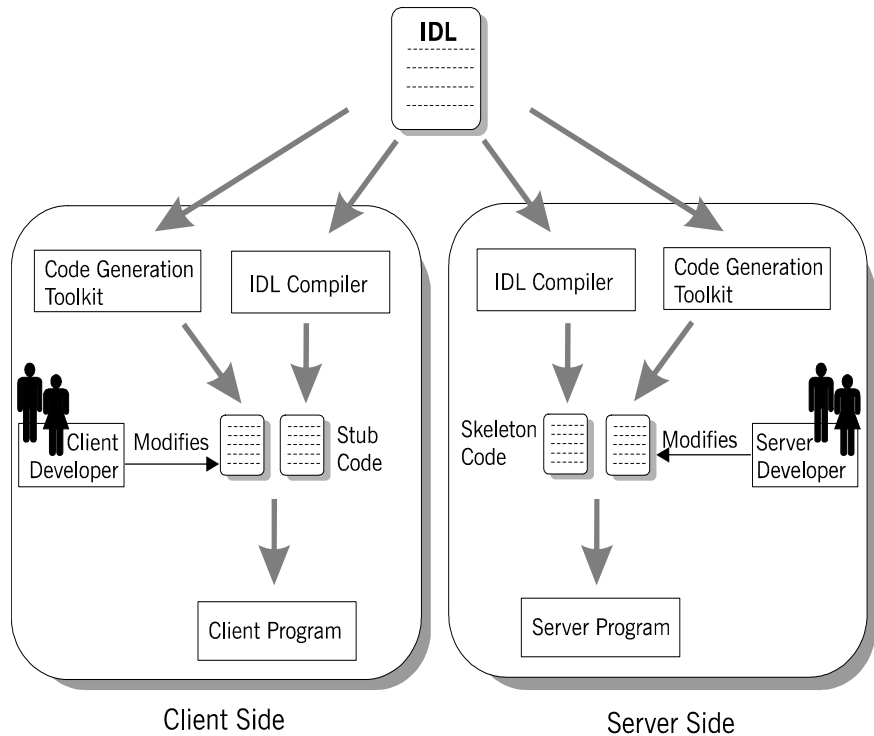 IDL
Code Generation
Toolkit
IDL Compiler
Client
Developer
Modifies
Stub
Code
Client Program
Client Side
IDL Compiler
Code Generation
Toolkit
Skeleton
Code
Modifies
Server
Developer
Server Program
Server Side